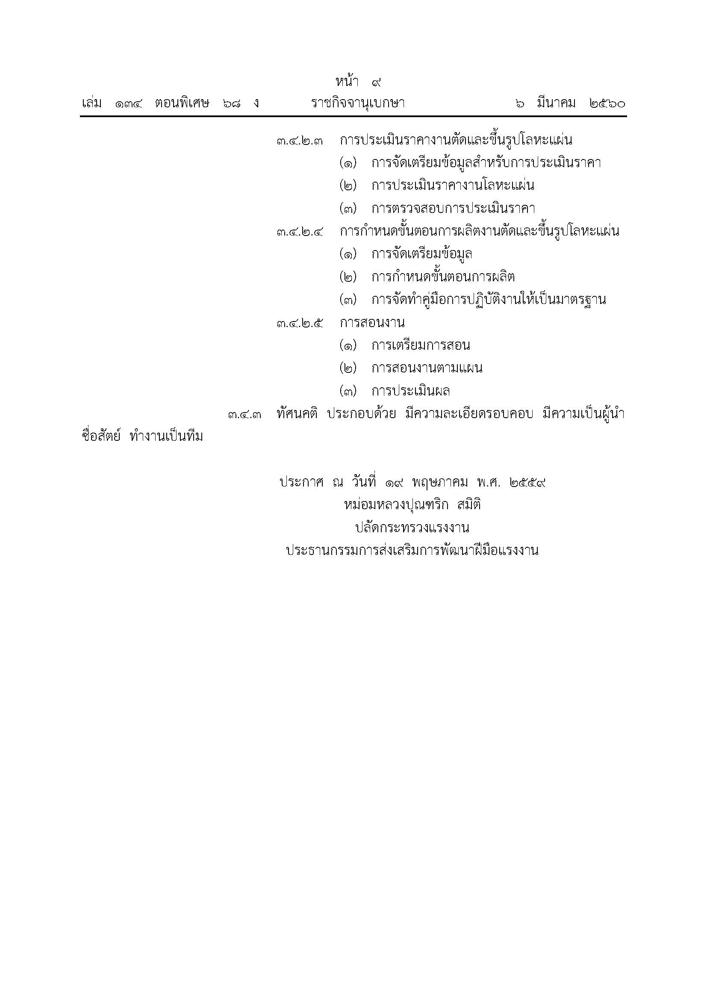 หน้า ๙
เล่ม ๑๓๔ ตอนพิเศษ ๖๘ ง ราชกิจจานุเบกษา ๖ มีนาคม ๒๕๖๐
๓.๔.๒.๓ การประเมินราคางานตัดและขึ้นรูปโลหะแผ่น
(๑) การจัดเตรียมข้อมูลสำหรับการประเมินราคา
(๒) การประเมินราคางานโลหะแผ่น
(๓) การตรวจสอบการประเมินราคา
๓.๔.๒.๔ การกำหนดขั้นตอนการผลิตงานตัดและขึ้นรูปโลหะแผ่น
(๑) การจัดเตรียมข้อมูล
(๒) การกำหนดขั้นตอนการผลิต
(๓) การจัดทำคู่มือการปฏิบัติงานให้เป็นมาตรฐาน
๓.๔.๒.๕ การสอนงาน
(๑) การเตรียมการสอน
(๒) การสอนงานตามแผน
(๓) การประเมินผล
๓.๔.๓ ทัศนคติ ประกอบด้วย มีความละเอียดรอบคอบ มีความเป็นผู้นำ
ซื่อสัตย์ ทำงานเป็นทีม
ประกาศ ณ วันที่ ๑๙ พฤษภาคม พ.ศ. ๒๕๕๙
หม่อมหลวงปุณฑริก สมิติ
ปลัดกระทรวงแรงงาน
ประธานกรรมการส่งเสริมการพัฒนาฝีมือแรงงาน